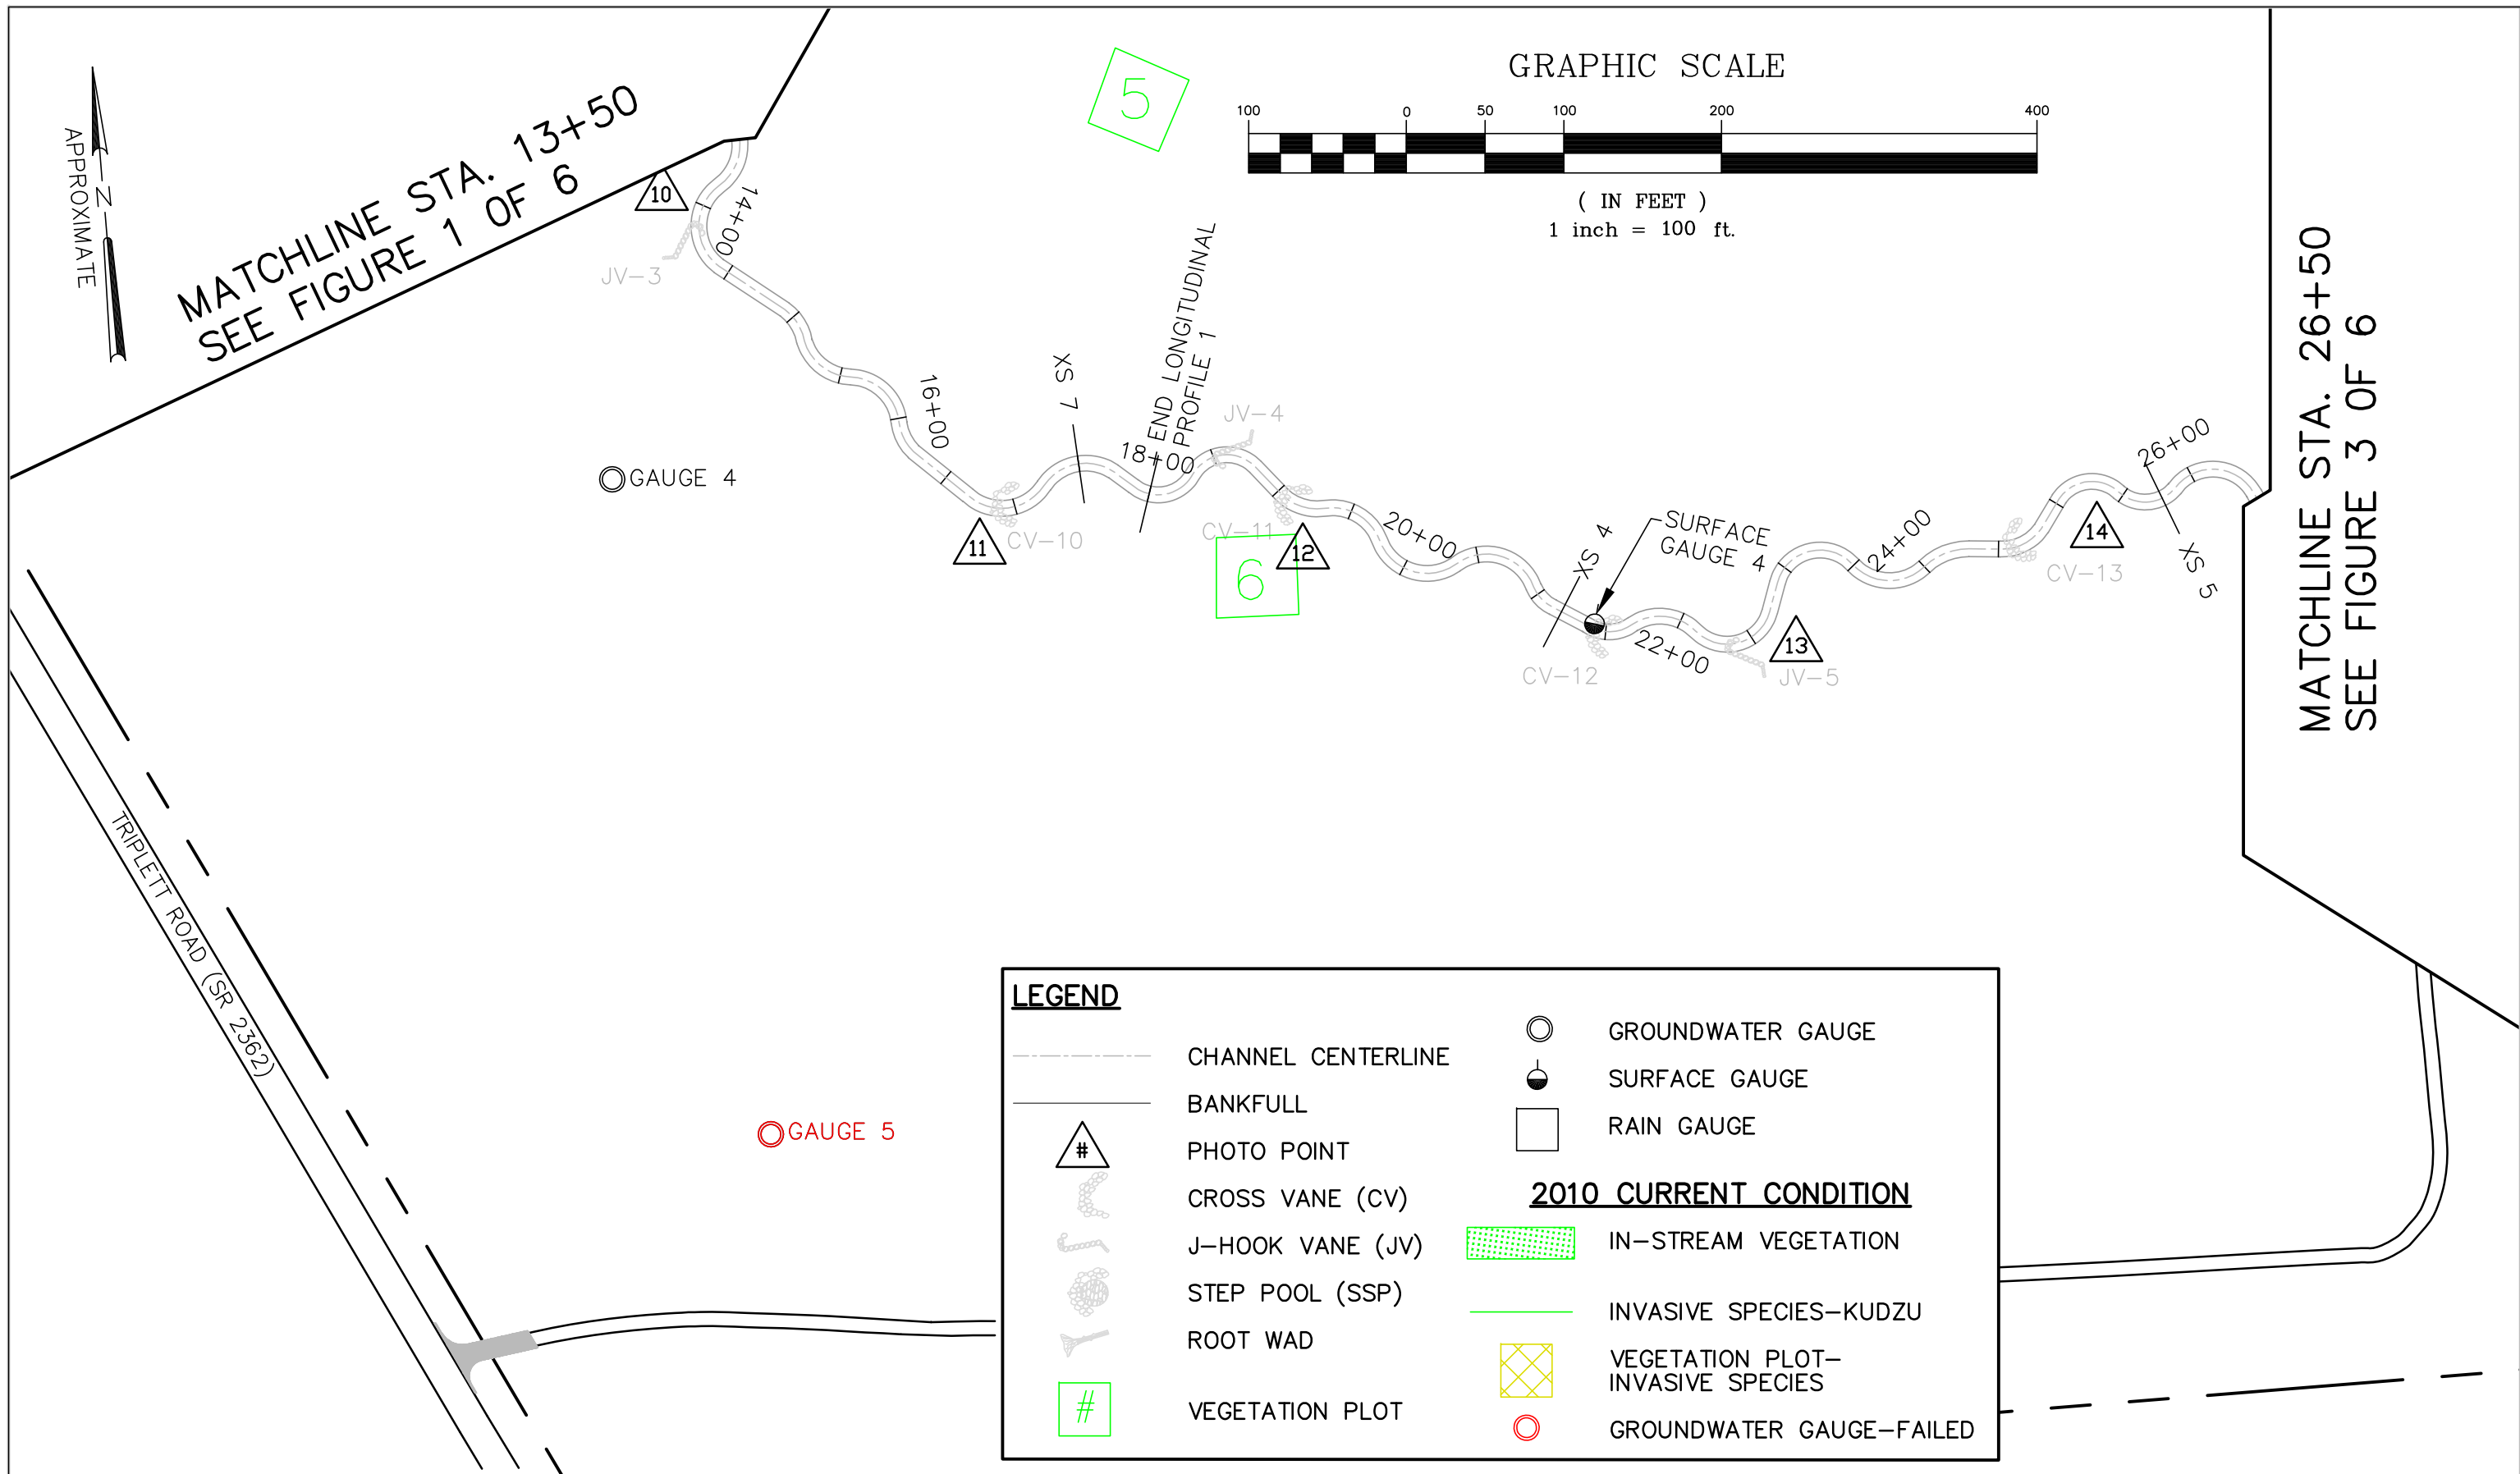 GRAPHIC SCALE
100 0 50 100 200 400
( IN FEET )
1 inch = 100 ft.
N
APPROXIMATE
MATCHLINE STA. 13+50
SEE FIGURE 1 OF 6
5
10
14+00
JV-3
16+00
XS 7
END LONGITUDINAL
PROFILE 1
18+00
JV-4
GAUGE 4
11
CV-10
CV-11
12
6
20+00
XS 4
SURFACE
GAUGE 4
CV-12
22+00
13
JV-5
24+00
CV-13
14
26+00
XS 5
MATCHLINE STA. 26+50
SEE FIGURE 3 OF 6
TRIPLETT ROAD (SR 2362)
GAUGE 5
LEGEND
CHANNEL CENTERLINE
BANKFULL
#
PHOTO POINT
CROSS VANE (CV)
J-HOOK VANE (JV)
STEP POOL (SSP)
ROOT WAD
#
VEGETATION PLOT
GROUNDWATER GAUGE
SURFACE GAUGE
RAIN GAUGE
2010 CURRENT CONDITION
IN-STREAM VEGETATION
INVASIVE SPECIES-KUDZU
VEGETATION PLOT-
INVASIVE SPECIES
GROUNDWATER GAUGE-FAILED